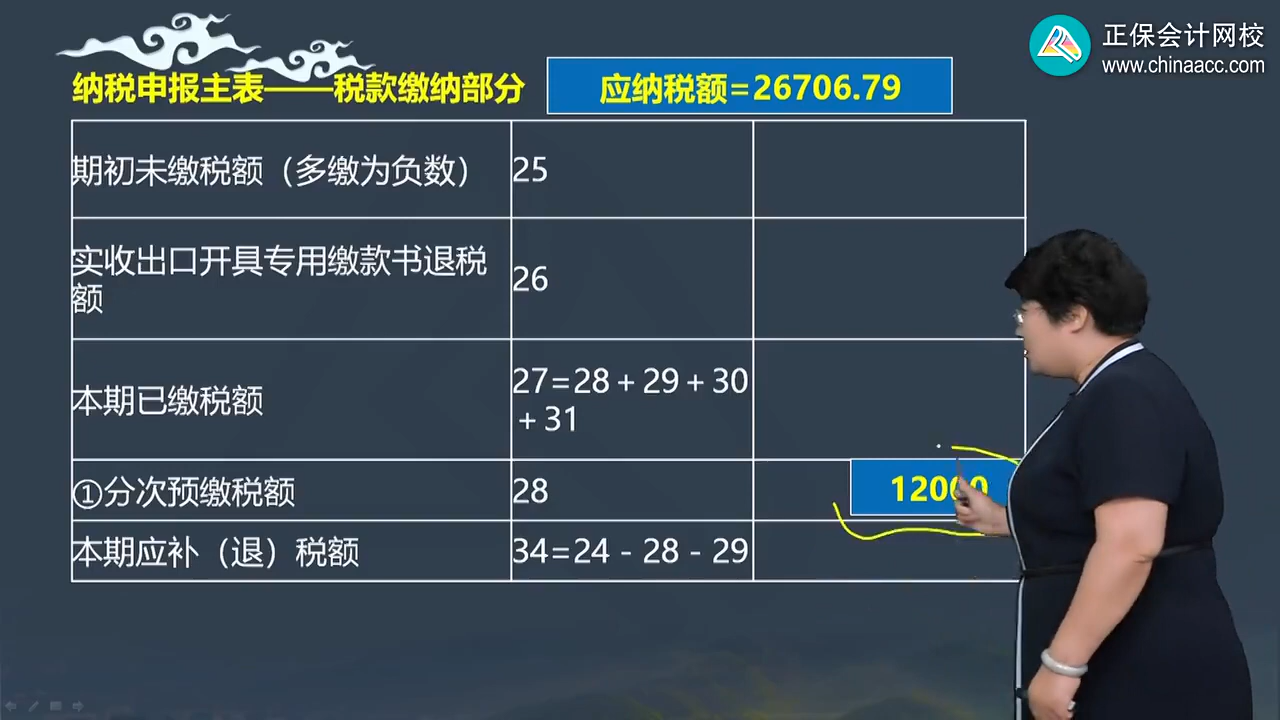 正保会计网校
www.chinaacc.com
纳税申报主表——税款缴纳部分
应纳税额=26706.79
期初未缴税额（多缴为负数）
25
实收出口开具专用缴款书退税
额
26
本期已缴税额
27=28＋29＋30
＋31
①分次预缴税额
28
12000
本期应补（退）税额
34=24－28－29